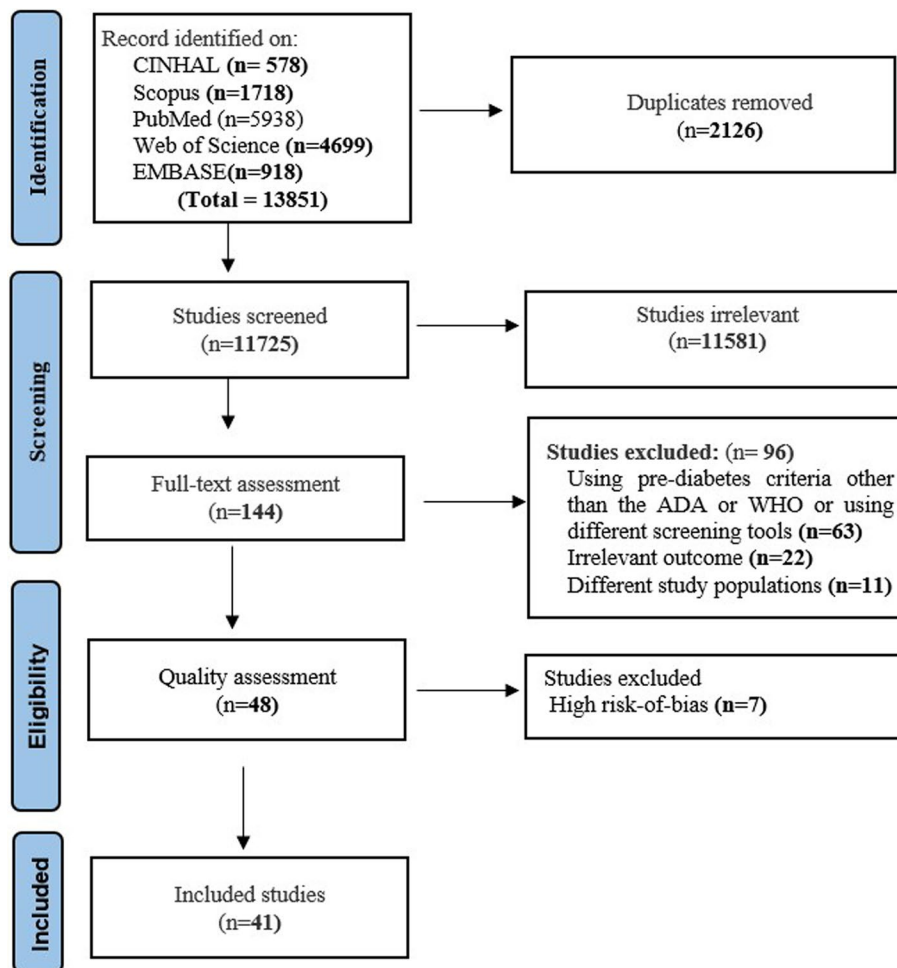 Identification
Record identified on:
CINHAL (n= 578)
Scopus (n=1718)
PubMed (n=5938)
Web of Science (n=4699)
EMBASE(n=918)
(Total = 13851)
Duplicates removed
(n=2126)
Screening
Studies screened
(n=11725)
Studies irrelevant
(n=11581)
Full-text assessment
(n=144)
Studies excluded: (n= 96)
Using pre-diabetes criteria other
than the ADA or WHO or using
different screening tools (n=63)
Irrelevant outcome (n=22)
Different study populations (n=11)
Eligibility
Quality assessment
(n=48)
Studies excluded
High risk-of-bias (n=7)
Included
Included studies
(n=41)